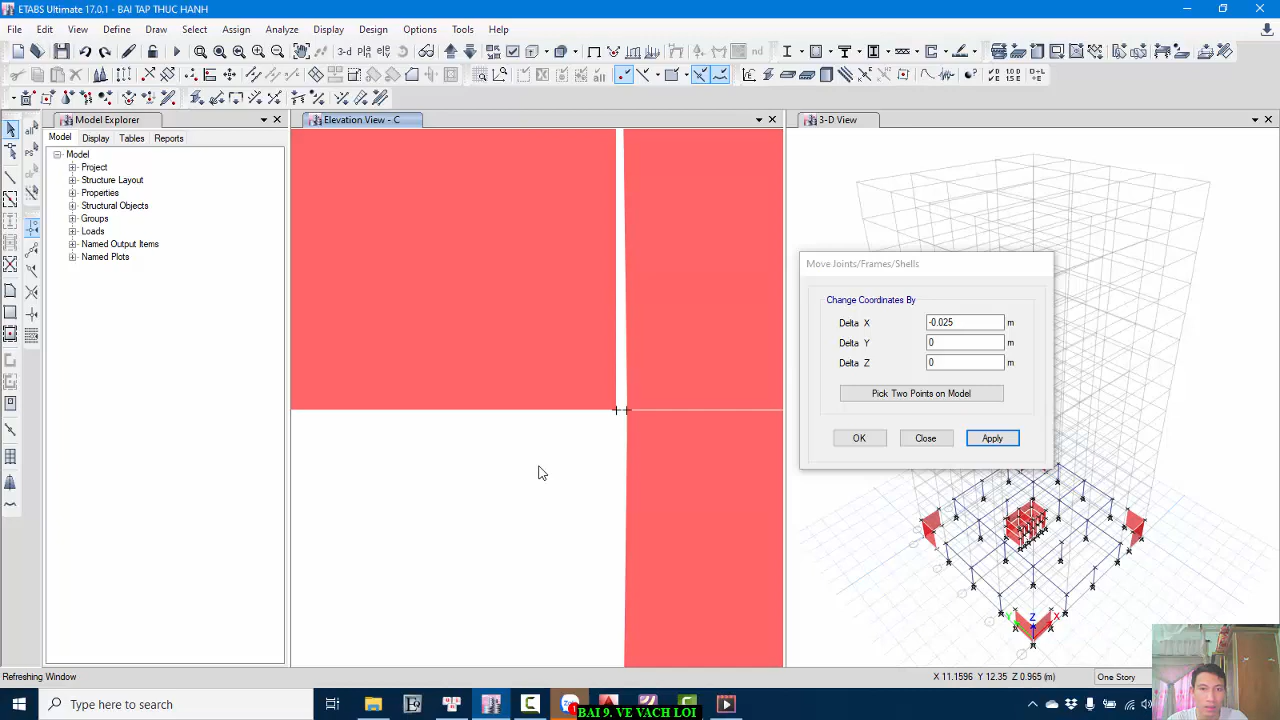 ETABS Ultimate 17.0.1 - BAI TAP THUC HANH
File Edit View Define Draw Select Assign Analyze Display Design Options Tools Help
3-d
nd
Model Explorer
Model Display Tables Reports
Model
Project
Structure Layout
Properties
Structural Objects
Groups
Loads
Named Output Items
Named Plots
Elevation View - C
3-D View
Move Joints/Frames/Shells
Change Coordinates By
Delta X -0.025 m
Delta Y 0 m
Delta Z 0 m
Pick Two Points on Model
OK Close Apply
Z
Y X
Refreshing Window
X 11.1596 Y 12.35 Z 0.965 (m)
One Story
Type here to search
BAI 9. VE VACH LOI